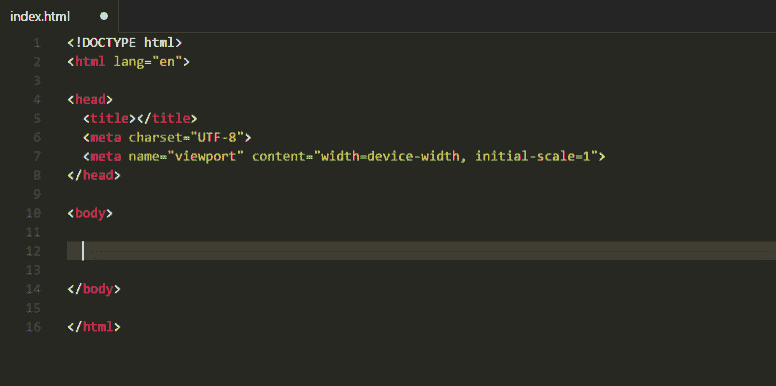 index.html
1 <!DOCTYPE html>
2 <html lang="en">
3
4 <head>
5 <title></title>
6 <meta charset="UTF-8">
7 <meta name="viewport" content="width=device-width, initial-scale=1">
8 </head>
9
10 <body>
11
12
13
14 </body>
15
16 </html>